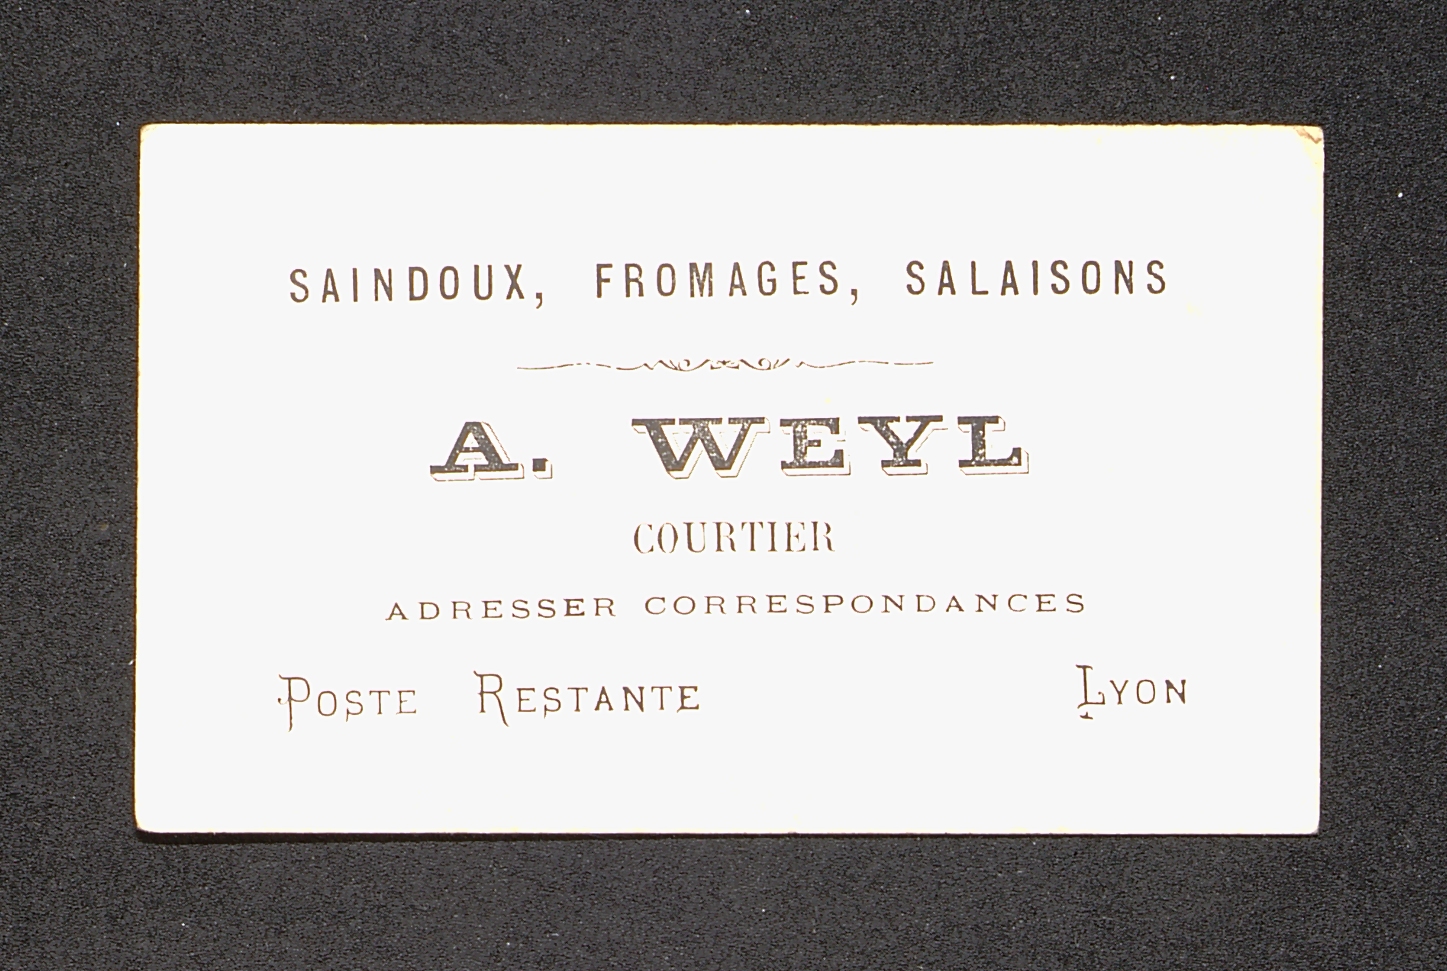 SAINDOUX, FROMAGES, SALAISONS
A. WEYL
COURTIER
ADRESSER CORRESPONDANCES
POSTE RESTANTE LYON